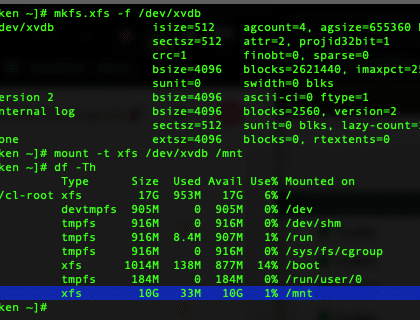 ken ~]# mkfs.xfs -f /dev/xvdb
dev/xvdb isize=512 agcount=4, agsize=655360
sectsz=512 attr=2, projid32bit=1
crc=1 finobt=0, sparse=0
bsize=4096 blocks=2621440, imaxpct=2
sunit=0 swidth=0 blks
ersion 2 bsize=4096 ascii-ci=0 ftype=1
nternal log bsize=4096 blocks=2560, version=2
sectsz=512 sunit=0 blks, lazy-count=
one extsz=4096 blocks=0, rtextents=0
ken ~]# mount -t xfs /dev/xvdb /mnt
ken ~]# df -Th
Type Size Used Avail Use% Mounted on
/cl-root xfs 17G 953M 17G 6% /
devtmpfs 905M 0 905M 0% /dev
tmpfs 916M 0 916M 0% /dev/shm
tmpfs 916M 8.4M 907M 1% /run
tmpfs 916M 0 916M 0% /sys/fs/cgroup
xfs 1014M 138M 877M 14% /boot
tmpfs 184M 0 184M 0% /run/user/0
xfs 10G 33M 10G 1% /mnt
ken ~]#